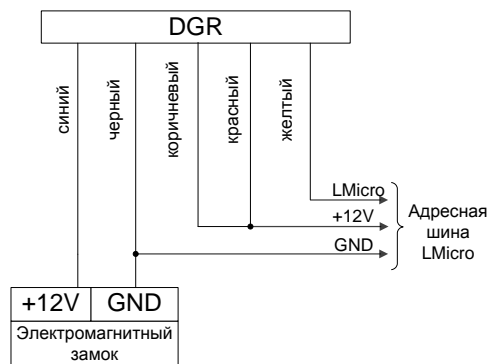 DGR
синий
черный
коричневый
красный
желтый
LMicro
+12V
GND
Адресная
шина
LMicro
+12V
GND
Электромагнитный
замок